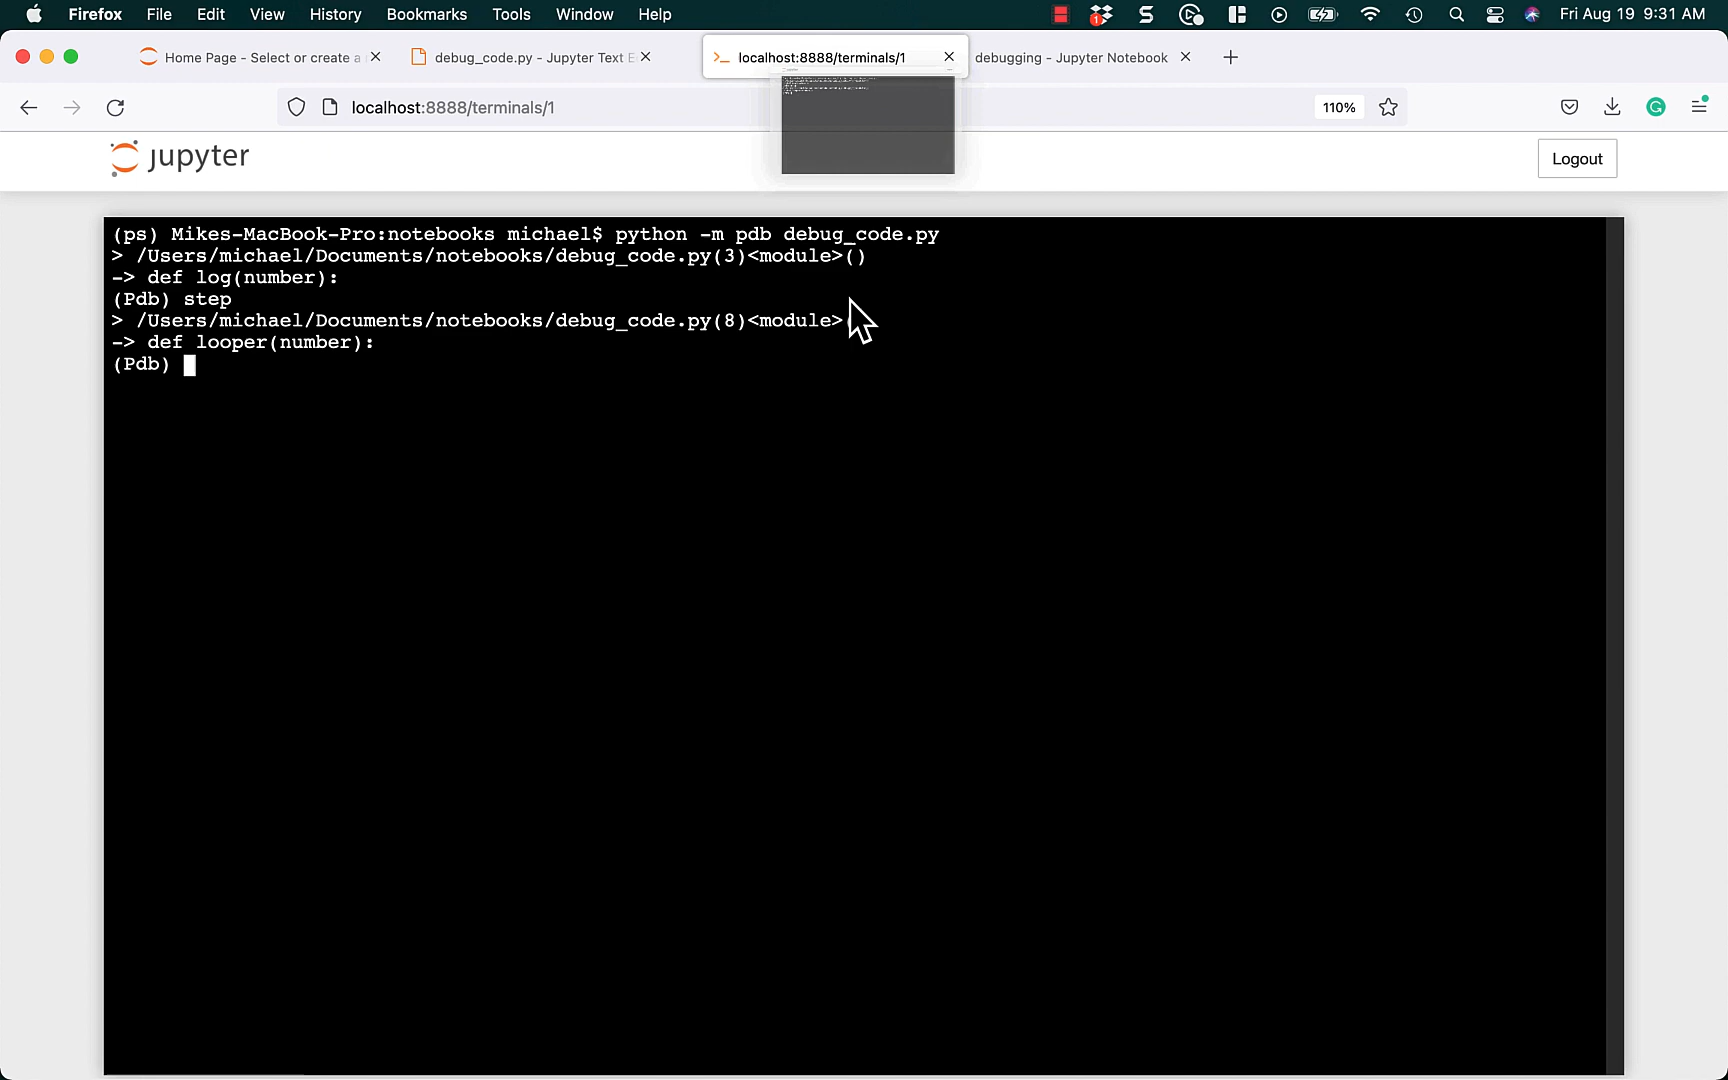 Firefox File Edit View History Bookmarks Tools Window Help 1 Fri Aug 19 9:31 AM
Home Page - Select or create a debug_code.py - Jupyter Text E localhost:8888/terminals/1 debugging - Jupyter Notebook
localhost:8888/terminals/1 110%
jupyter Logout
(ps) Mikes-MacBook-Pro:notebooks michael$ python -m pdb debug_code.py
> /Users/michael/Documents/notebooks/debug_code.py(3)<module>()
-> def log(number):
(Pdb) step
> /Users/michael/Documents/notebooks/debug_code.py(8)<module>
-> def looper(number):
(Pdb)